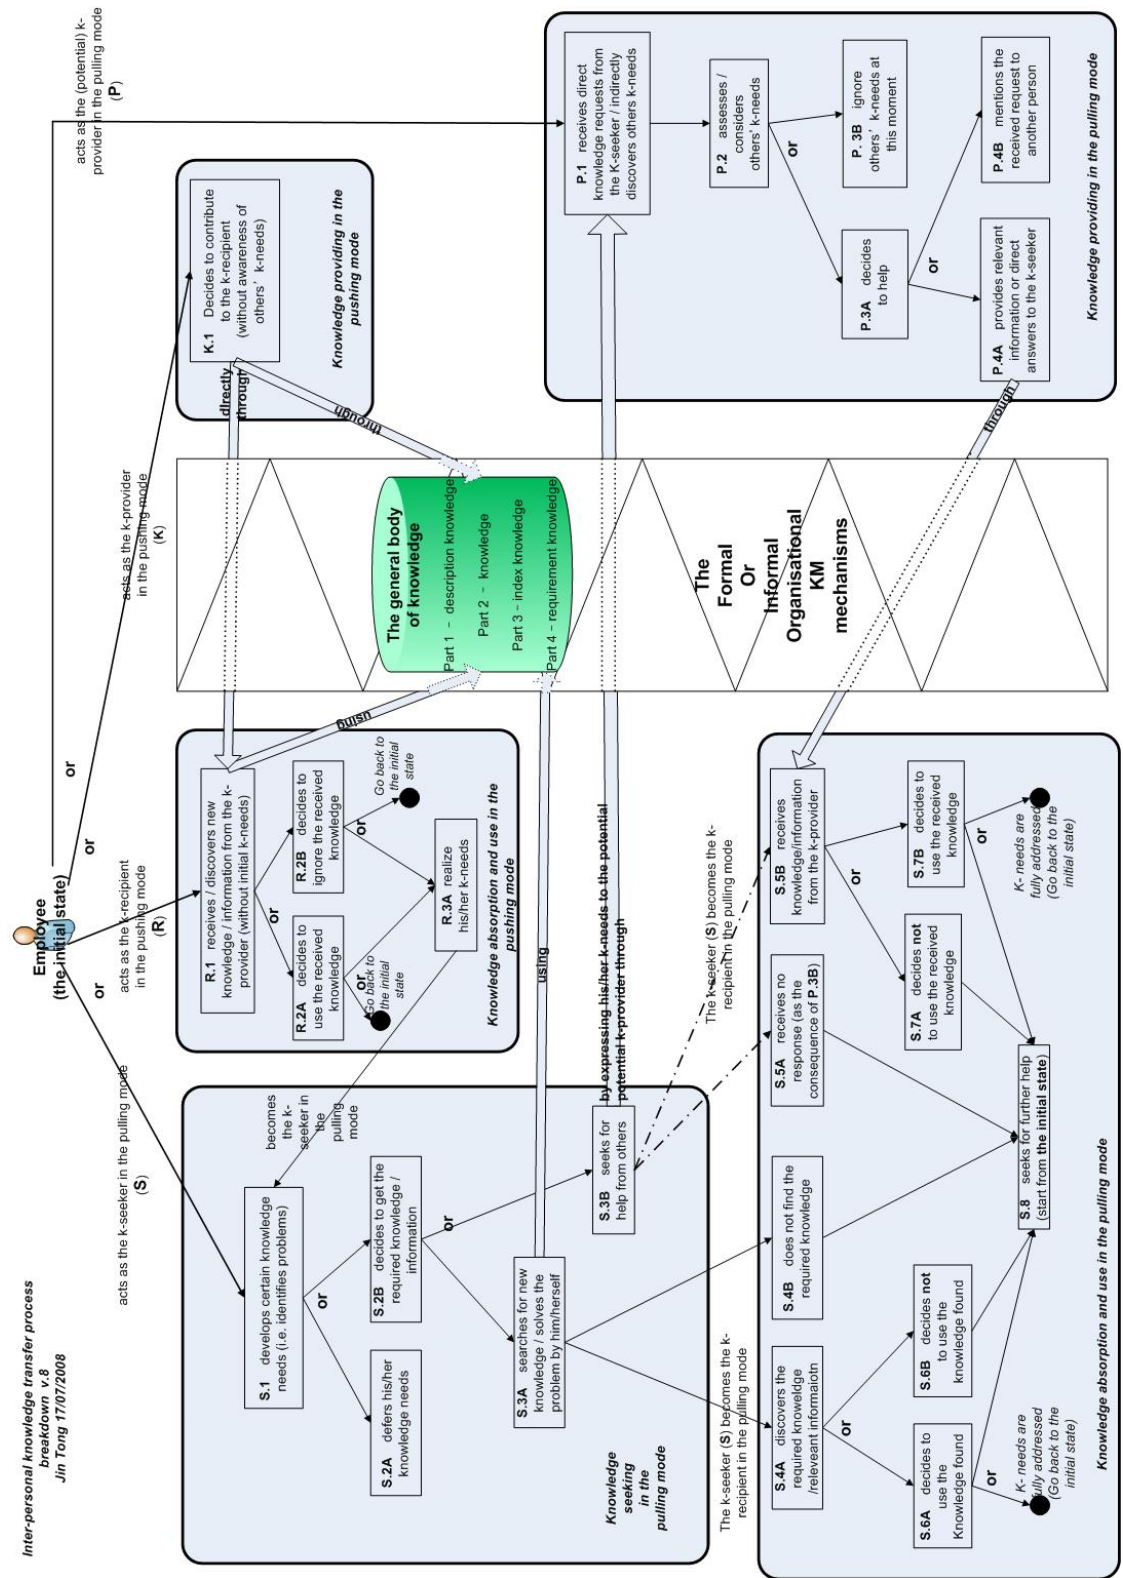 Inter-personal knowledge transfer process
breakdown v.8
Jin Tong 17/07/2008
Employee
(the initial state)
or
or
or
acts as the k-seeker in the pulling mode
(S)
acts as the k-recipient
in the pushing mode
(R)
acts as the k-provider
in the pushing mode
(K)
acts as the (potential) k-
provider in the pulling mode
(P)
S.1 develops certain knowledge
needs (i.e. identifies problems)
or
S.2A defers his/her
knowledge needs
S.2B decides to get the
required knowledge /
information
or
S.3A searches for new
knowledge / solves the
problem by him/herself
S.3B seeks for
help from others
Knowledge
seeking
in the
pulling mode
becomes
the k-
seeker in
the
pulling
mode
R.1 receives / discovers new
knowledge / information from the k-
provider (without initial k-needs)
or
R.2A decides to
use the received
knowledge
R.2B decides to
ignore the received
knowledge
or
Go back to
the initial
state
or
Go back to
the initial
state
R.3A realize
his/her k-needs
Knowledge absorption and use in the
pushing mode
using
using
by expressing his/her k-needs to the potential
potential k-provider through
K.1 Decides to contribute
to the k-recipient
(without awareness of
others' k-needs)
Knowledge providing in the
pushing mode
directly
through
through
The general body
of knowledge
Part 1 – description knowledge
Part 2 – knowledge
Part 3 – index knowledge
Part 4 – requirement knowledge
The
Formal
Or
Informal
Organisational
KM
mechanisms
P.1 receives direct
knowledge requests from
the K-seeker / indirectly
discovers others k-needs
P.2 assesses /
considers
others' k-needs
or
P.3A decides
to help
P. 3B ignore
others' k-needs at
this moment
or
P.4A provides relevant
information or direct
answers to the k-seeker
P.4B mentions the
received request to
another person
Knowledge providing in the pulling mode
through
The k-seeker (S) becomes the k-
recipient in the pulling mode
The k-seeker (S) becomes the k-
recipient in the pulling mode
S.4A discovers the
required knoweldge
/releveant informaiotn
S.4B does not find the
required knowledge
S.5A receives no
response (as the
consequence of P.3B)
S.5B receives
knowledge/information
from the k-provider
or
or
S.6A decides to
use the
Knowledge found
S.6B decides not
to use the
knowledge found
S.7A decides not
to use the received
knowledge
S.7B decides to
use the received
knowledge
or
or
K- needs are
fully addressed
(Go back to the
initial state)
S.8 seeks for further help
(start from the initial state)
K- needs are
fully addressed
(Go back to the
initial state)
Knowledge absorption and use in the pulling mode